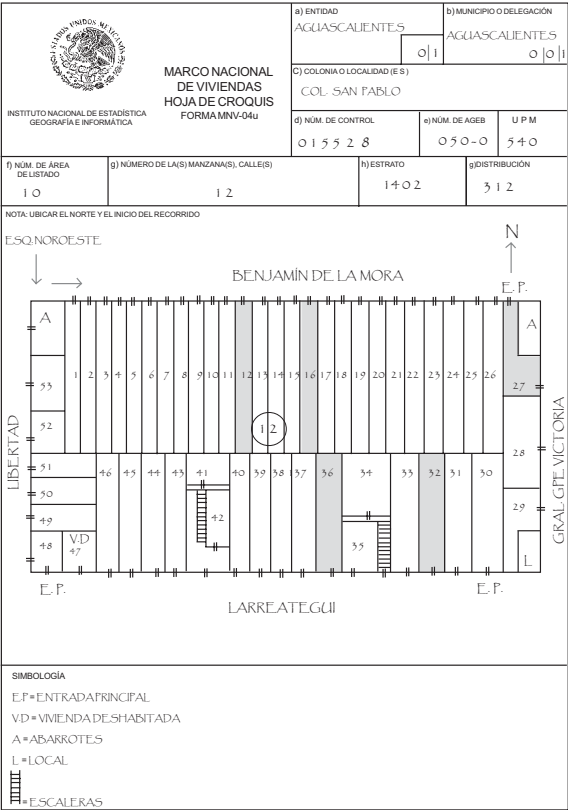 ESTADOS UNIDOS MEXICANOS
INSTITUTO NACIONAL DE ESTADÍSTICA
GEOGRAFÍA E INFORMÁTICA
MARCO NACIONAL
DE VIVIENDAS
HOJA DE CROQUIS
FORMA MNV-04u
a) ENTIDAD
AGUASCALIENTES
0 1
b) MUNICIPIO O DELEGACIÓN
AGUASCALIENTES
0 0 1
C) COLONIA O LOCALIDAD (E S )
COL. SAN PABLO
d) NÚM. DE CONTROL
015528
e) NÚM. DE AGEB
050-0
U P M
540
f) NÚM. DE ÁREA
DE LISTADO
10
g) NÚMERO DE LA(S) MANZANA(S), CALLE(S)
12
h) ESTRATO
1402
g)DISTRIBUCIÓN
312
NOTA: UBICAR EL NORTE Y EL INICIO DEL RECORRIDO
ESQ. NOROESTE
N
BENJAMÍN DE LA MORA
E. P.
A
A
1 2 3 4 5 6 7 8 9 10 11 12 13 14 15 16 17 18 19 20 21 22 23 24 25 26
27
53
52
12
LIBERTAD
GRAL. GPE VICTORIA
28
51
46 45 44 43 41 40 39 38 137 36 34 33 32 31 30
50
49
42
29
48
V.D
47
35
L
E. P.
E. P.
LARREATEGUI
SIMBOLOGÍA
E.P = ENTRADA PRINCIPAL
V.D = VIVIENDA DESHABITADA
A = ABARROTES
L = LOCAL
= ESCALERAS